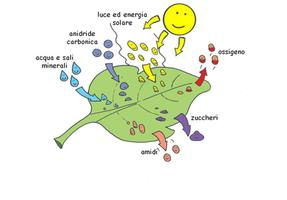 luce ed energia
solare
anidride
carbonica
acqua e sali
minerali
ossigeno
zuccheri
amidi